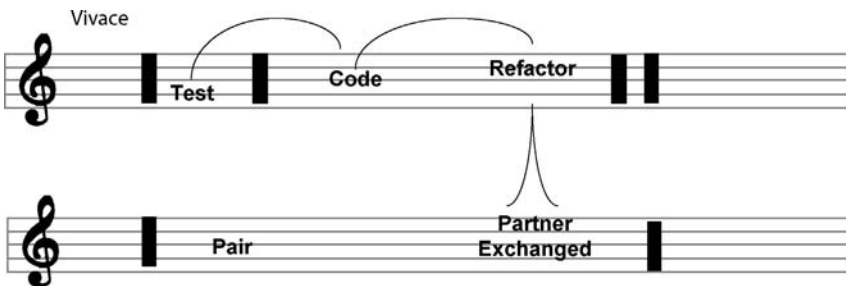 Vivace
Test
Code
Refactor
Pair
Partner
Exchanged